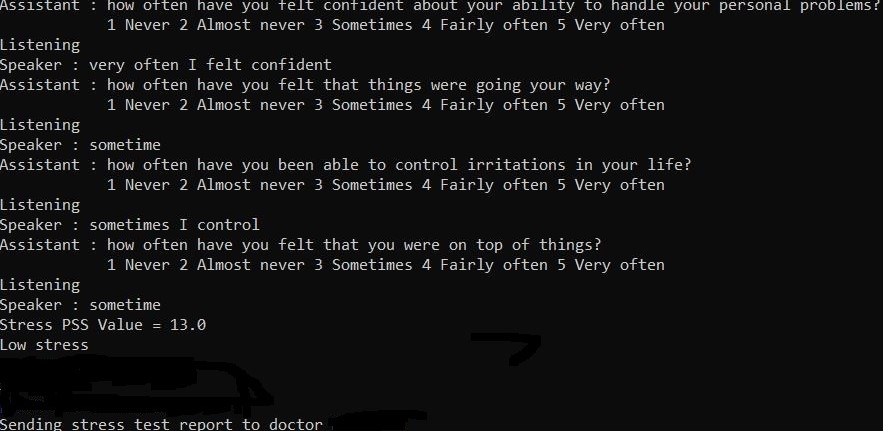 Assistant : how often have you felt confident about your ability to handle your personal problems?
1 Never 2 Almost never 3 Sometimes 4 Fairly often 5 Very often
Listening
Speaker : very often I felt confident
Assistant : how often have you felt that things were going your way?
1 Never 2 Almost never 3 Sometimes 4 Fairly often 5 Very often
Listening
Speaker : sometime
Assistant : how often have you been able to control irritations in your life?
1 Never 2 Almost never 3 Sometimes 4 Fairly often 5 Very often
Listening
Speaker : sometimes I control
Assistant : how often have you felt that you were on top of things?
1 Never 2 Almost never 3 Sometimes 4 Fairly often 5 Very often
Listening
Speaker : sometime
Stress PSS Value = 13.0
Low stress
Sending stress test report to doctor